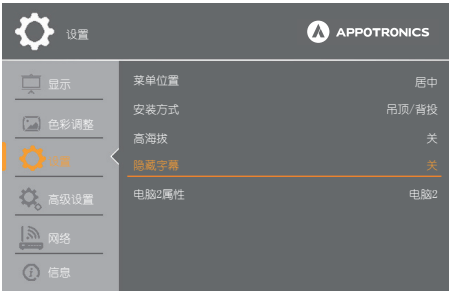 设置
APPOTRONICS
显示
色彩调整
设置
高级设置
网络
信息
菜单位置 居中
安装方式 吊顶/背投
高海拔 关
隐藏字幕 关
电脑2属性 电脑2